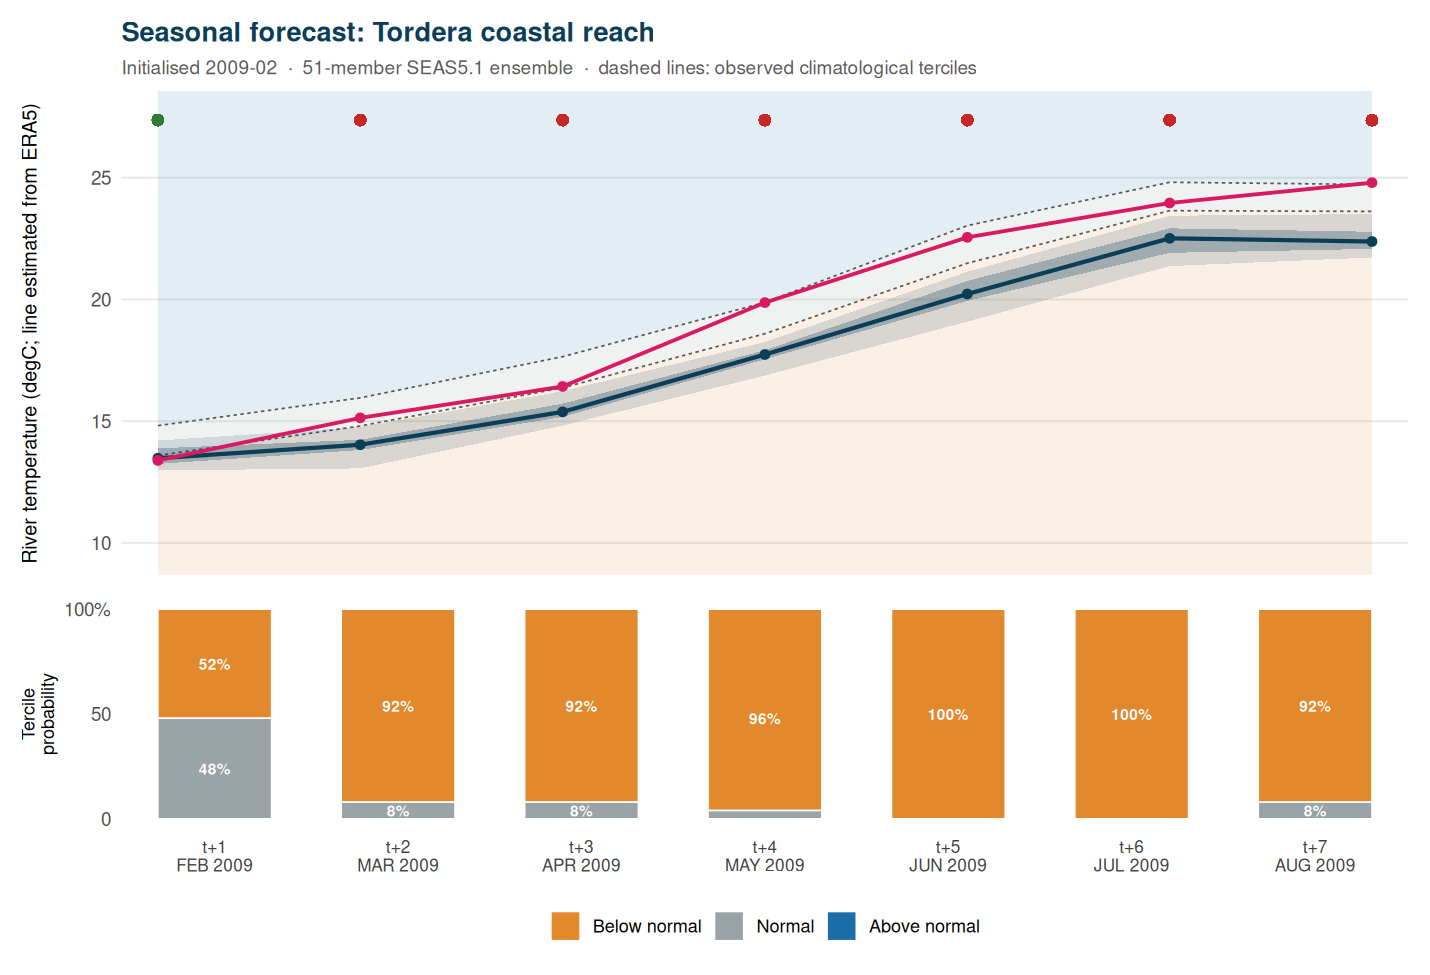 Seasonal forecast: Tordera coastal reach
Initialised 2009-02  ·  51-member SEAS5.1 ensemble  ·  dashed lines: observed climatological terciles
River temperature (degC; line estimated from ERA5)
25
20
15
10
Tercile
probability
100%
50
0
52%
48%
92%
8%
92%
8%
96%
100%
100%
92%
8%
t+1
FEB 2009
t+2
MAR 2009
t+3
APR 2009
t+4
MAY 2009
t+5
JUN 2009
t+6
JUL 2009
t+7
AUG 2009
Below normal
Normal
Above normal